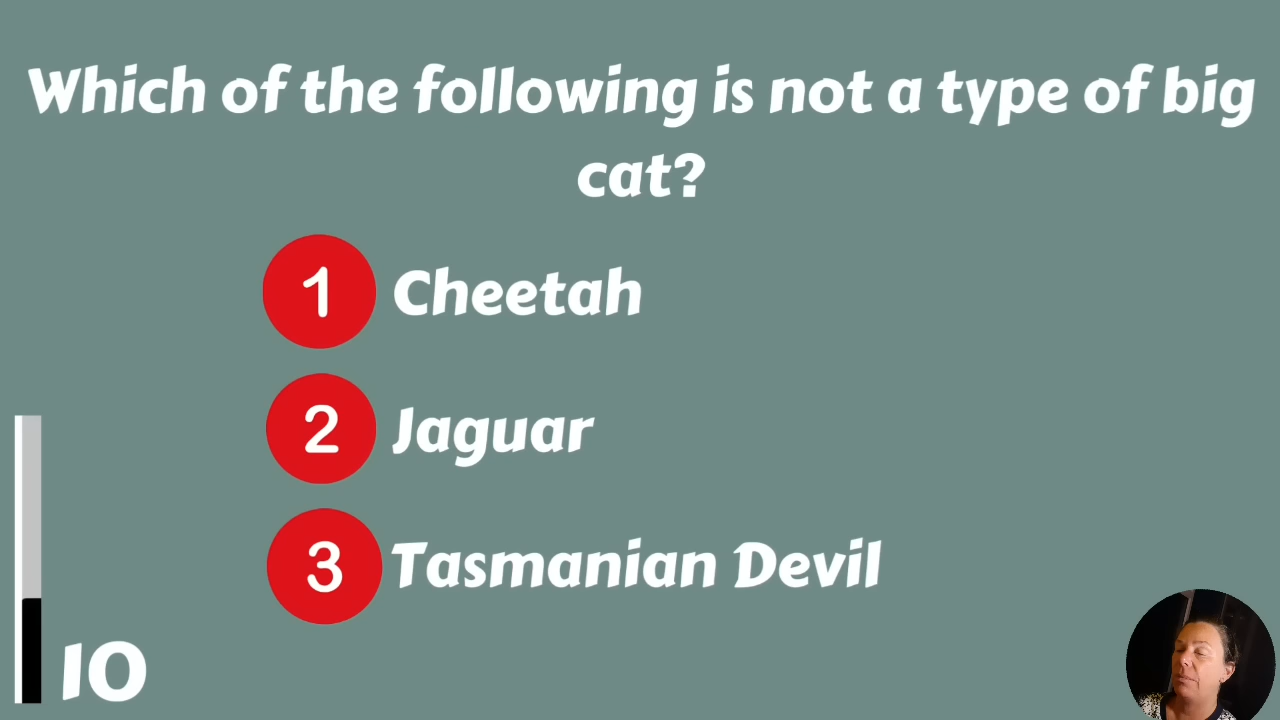 Which of the following is not a type of big
cat?
1 Cheetah
2 Jaguar
3 Tasmanian Devil
10